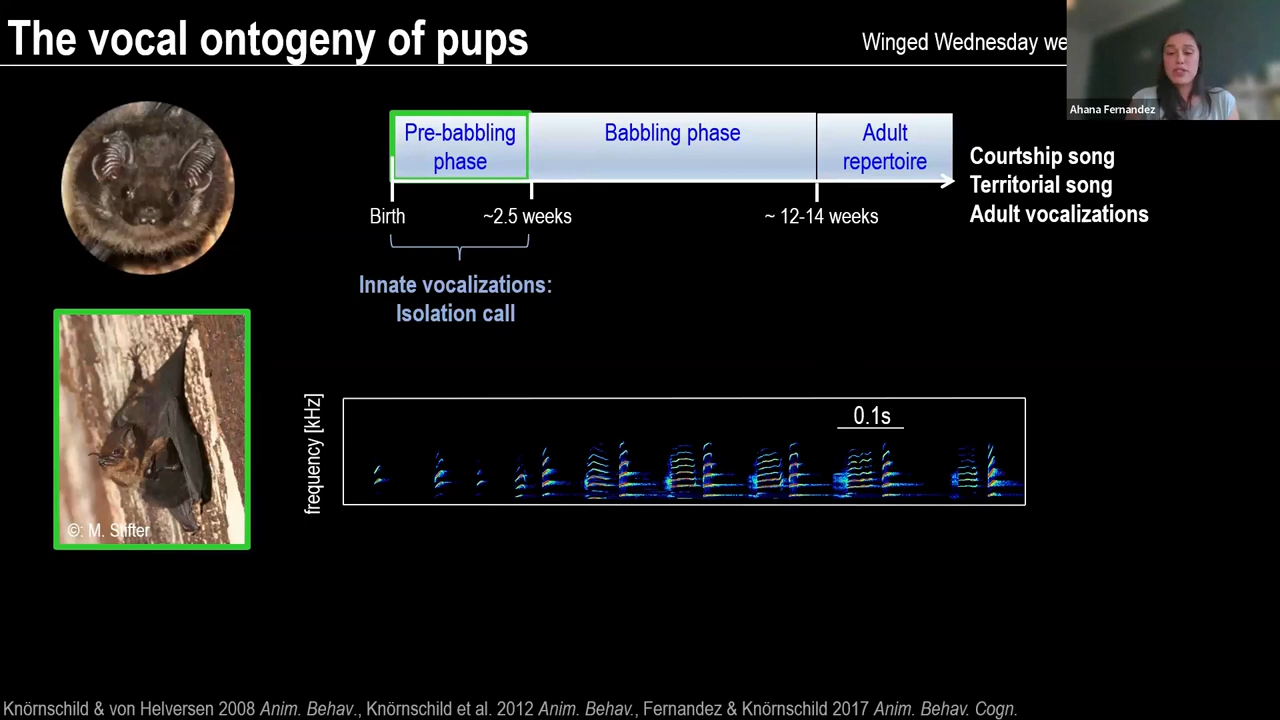 The vocal ontogeny of pups
Winged Wednesday we
Ahana Fernandez
Pre-babbling
phase
Babbling phase
Adult
repertoire
Courtship song
Territorial song
Adult vocalizations
Birth
~2.5 weeks
~ 12-14 weeks
Innate vocalizations:
Isolation call
frequency [kHz]
0.1s
©: M. Stifter
Knörnschild & von Helversen 2008 Anim. Behav., Knörnschild et al. 2012 Anim. Behav., Fernandez & Knörnschild 2017 Anim. Behav. Cogn.